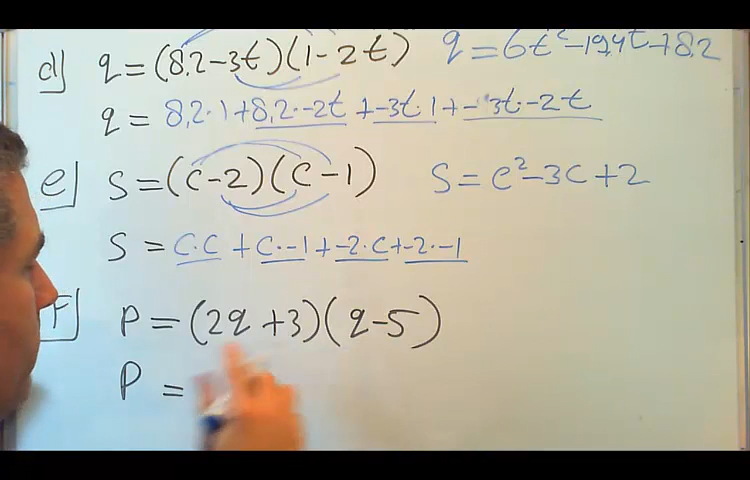 d) q=(8,2-3t)(1-2t) q=6t²-19,4t+8,2
q= 8,2·1+8,2·-2t+-3t·1+-3t·-2t
e) S=(c-2)(c-1) S=c²-3c+2
S=c·c+c·-1+-2·c+-2·-1
f) P=(2q+3)(q-5)
P=